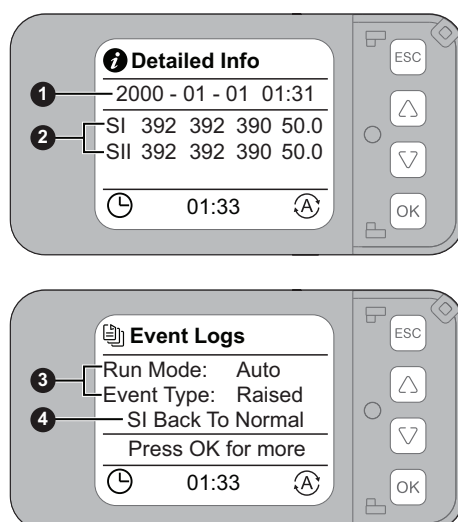 Detailed Info
2000 - 01 - 01 01:31
SI 392 392 390 50.0
SII 392 392 390 50.0
01:33
A
ESC
OK
1
2
Event Logs
Run Mode: Auto
Event Type: Raised
SI Back To Normal
Press OK for more
01:33
A
ESC
OK
3
4